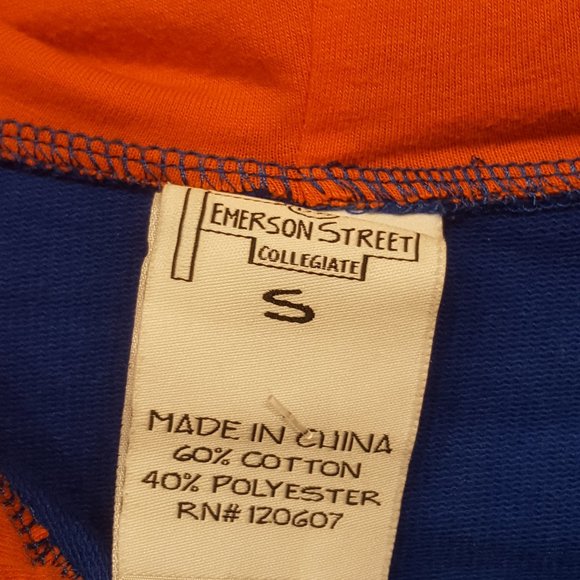 EMERSON STREET
COLLEGIATE
S
MADE IN CHINA
60% COTTON
40% POLYESTER
RN# 120607